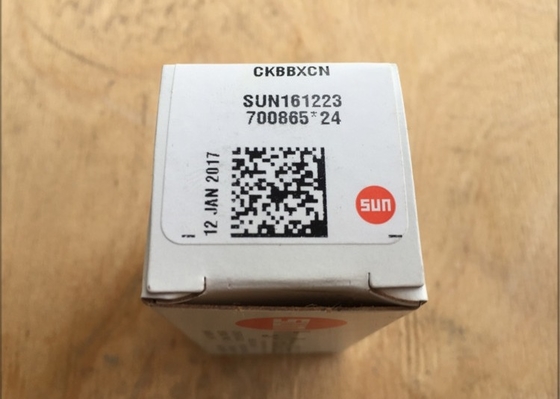 CKBBXCN
SUN161223
700865*24
12 JAN 2017
sun